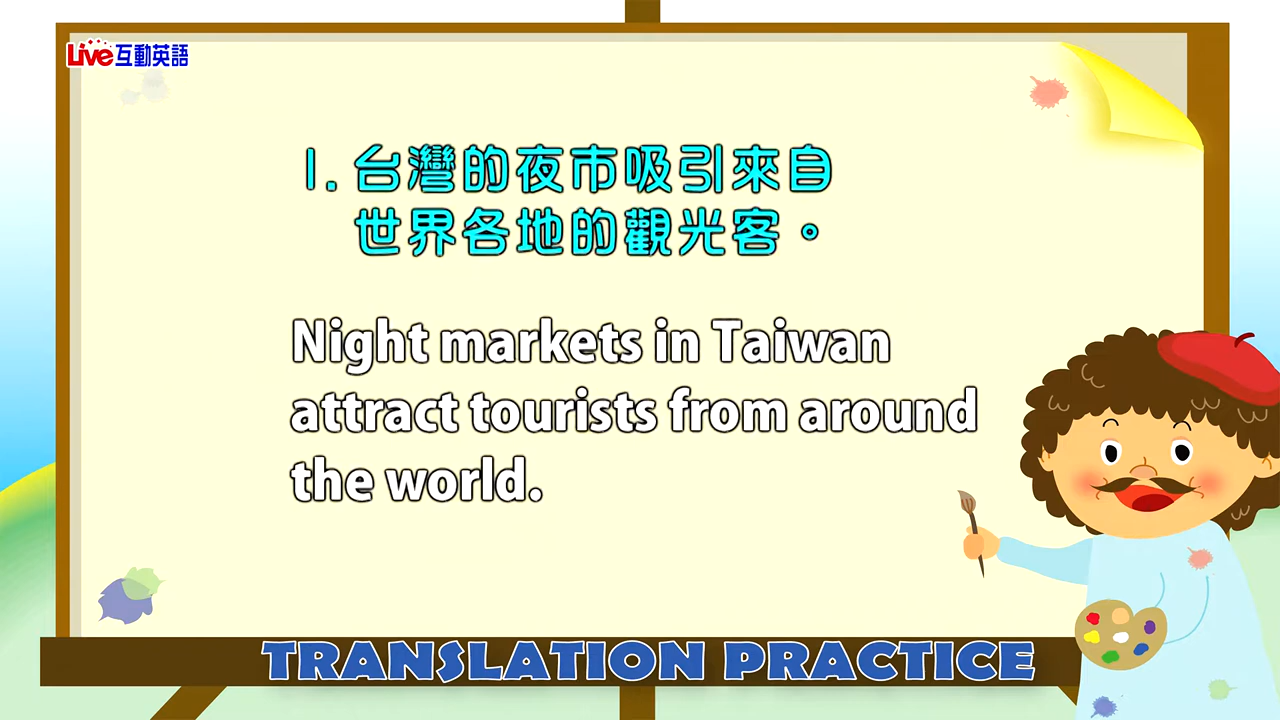 Live互動英語
1. 台灣的夜市吸引來自
世界各地的觀光客。
Night markets in Taiwan
attract tourists from around
the world.
TRANSLATION PRACTICE